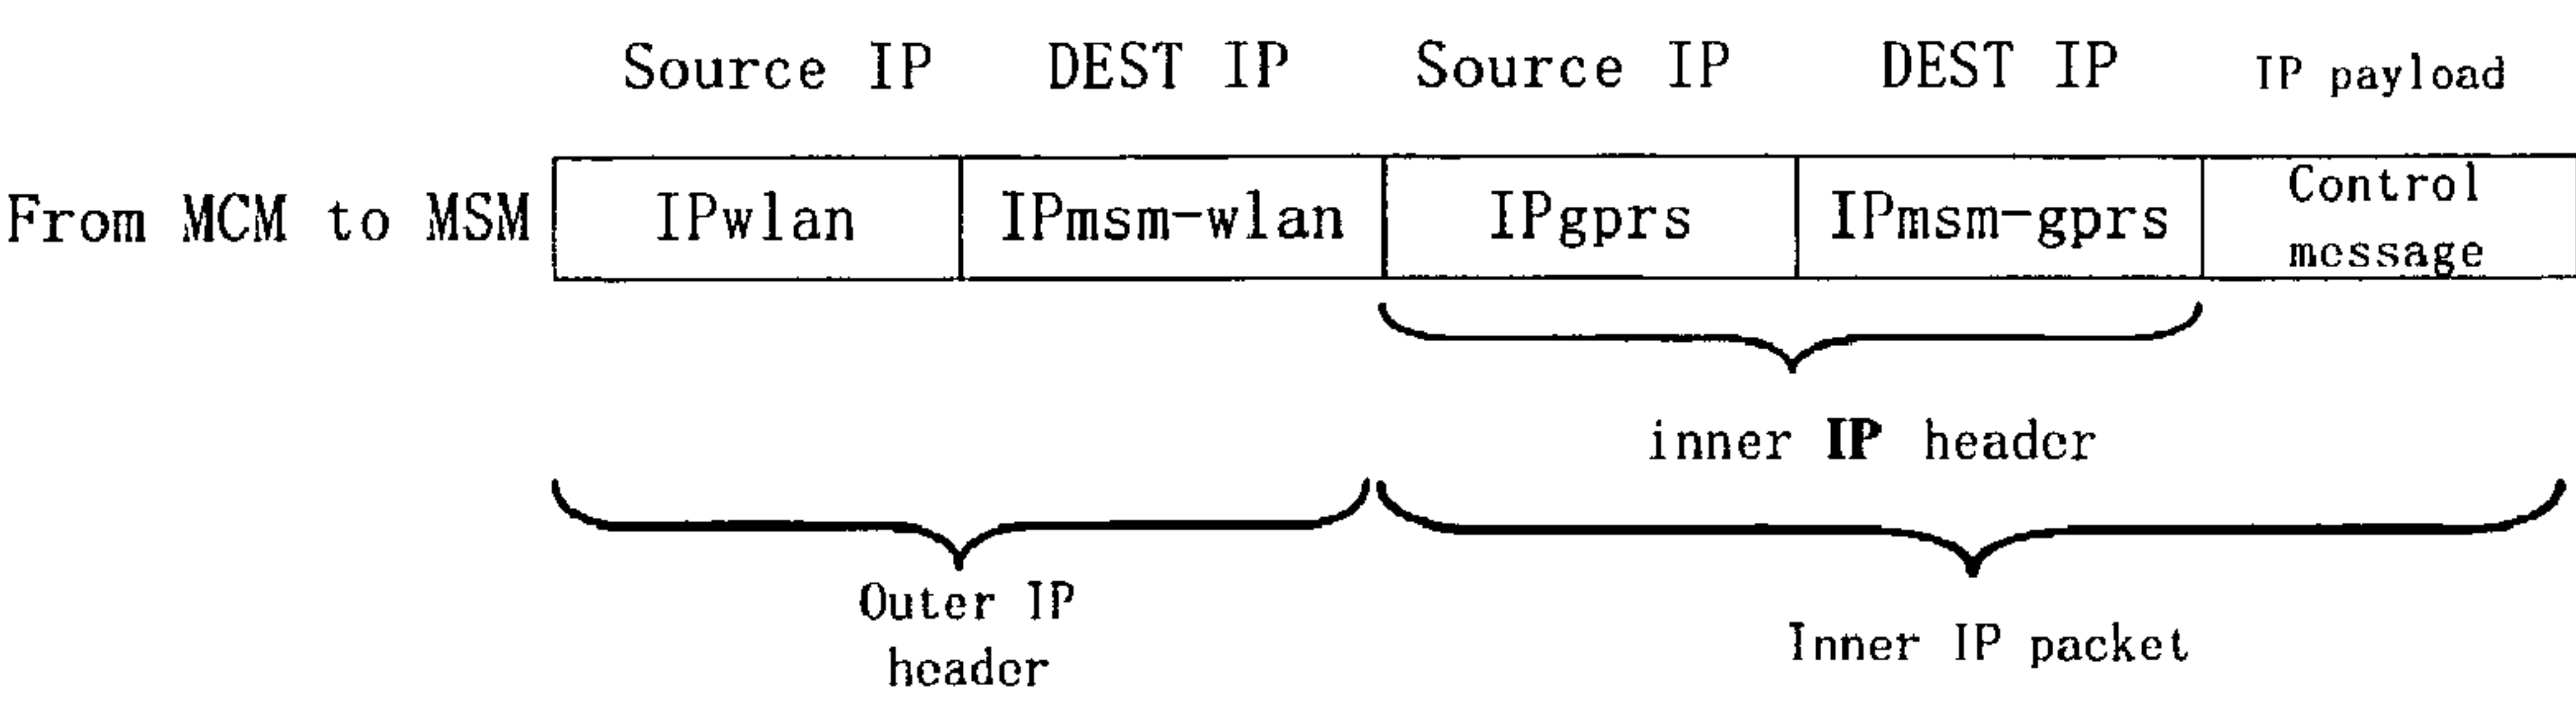 Source IP DEST IP Source IP DEST IP IP payload
From MCM to MSM IPwlan IPmsm-wlan IPgprs IPmsm-gprs Control
message
inner IP header
Outer IP
header
Inner IP packet